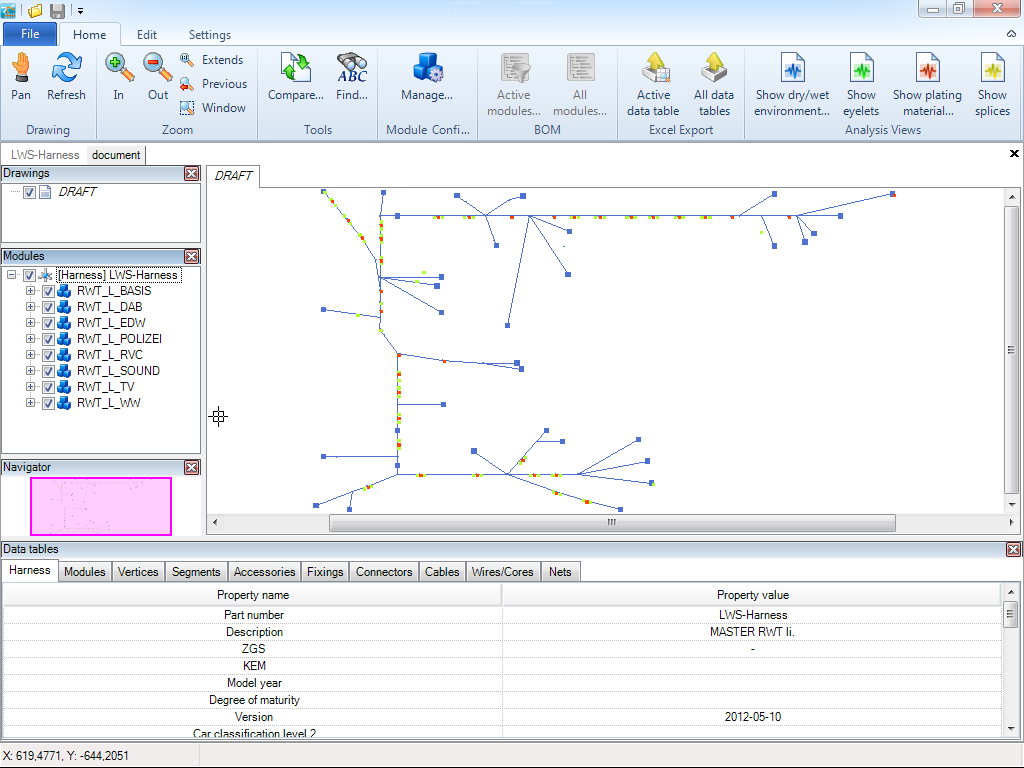 File Home Edit Settings
Pan Refresh In Out Extends Previous Window Compare... Find... Manage... Active modules... All modules... Active data table All data tables Show dry/wet environment... Show eyelets Show plating material... Show splices
ABC
Drawing Zoom Tools Module Confi... BOM Excel Export Analysis Views
LWS-Harness document
Drawings
DRAFT
DRAFT
Modules
[Harness] LWS-Harness
RWT_L_BASIS
RWT_L_DAB
RWT_L_EDW
RWT_L_POLIZEI
RWT_L_RVC
RWT_L_SOUND
RWT_L_TV
RWT_L_WW
Navigator
Data tables
Harness Modules Vertices Segments Accessories Fixings Connectors Cables Wires/Cores Nets
Property name Property value
Part number LWS-Harness
Description MASTER RWT li.
ZGS -
KEM
Model year
Degree of maturity
Version 2012-05-10
Car classification level 2
X: 619,4771, Y: -644,2051